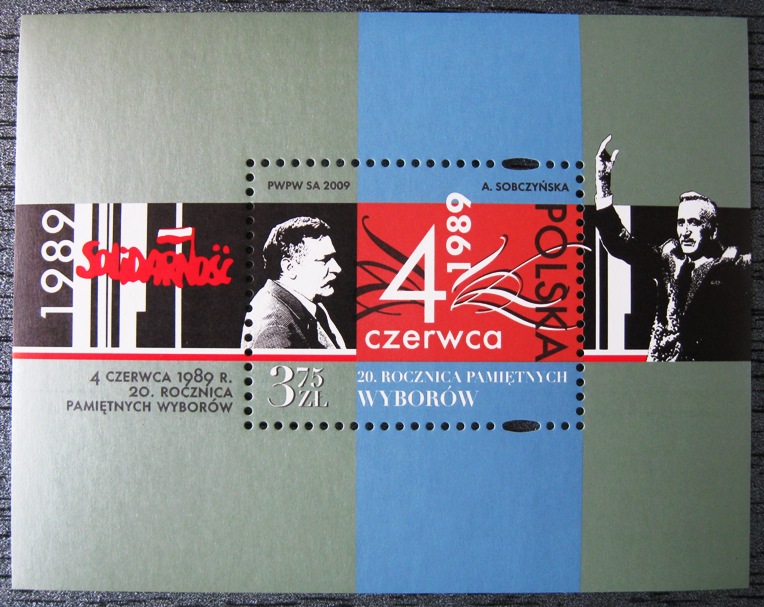 PWPW SA 2009
A. SOBCZYŃSKA
1989
SOLIDARNOŚĆ
1989
4
czerwca
POLSKA
4 CZERWCA 1989 R.
20. ROCZNICA
PAMIĘTNYCH WYBORÓW
3 75
ZŁ
20. ROCZNICA PAMIĘTNYCH
WYBORÓW